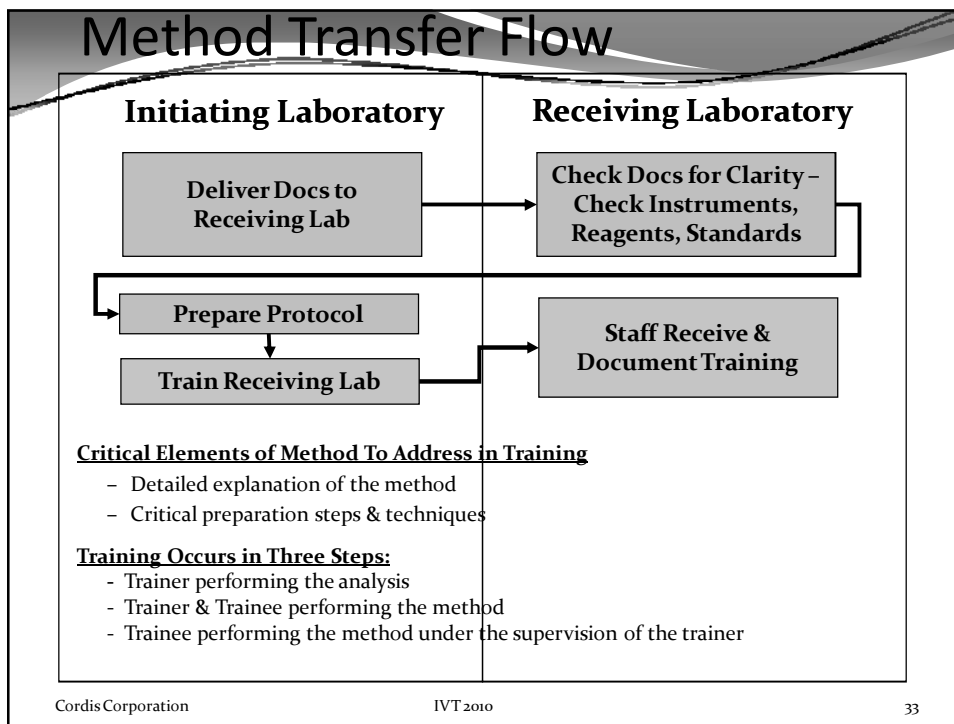 Method Transfer Flow
Initiating Laboratory
Receiving Laboratory
Deliver Docs to
Receiving Lab
Check Docs for Clarity –
Check Instruments,
Reagents, Standards
Prepare Protocol
Train Receiving Lab
Staff Receive &
Document Training
Critical Elements of Method To Address in Training
– Detailed explanation of the method
– Critical preparation steps & techniques
Training Occurs in Three Steps:
- Trainer performing the analysis
- Trainer & Trainee performing the method
- Trainee performing the method under the supervision of the trainer
Cordis Corporation
IVT 2010
33